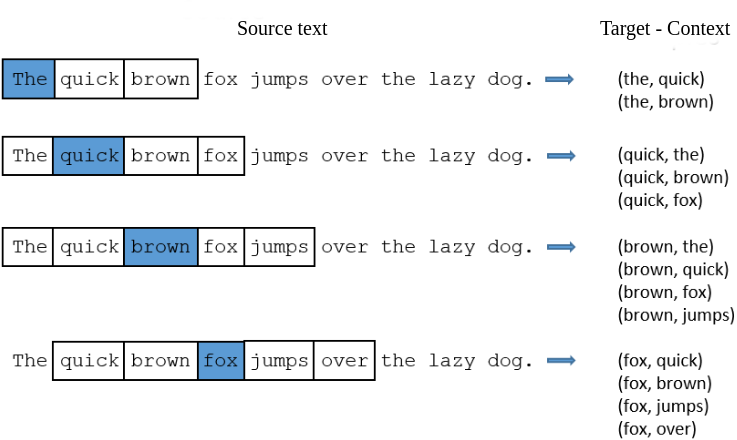 Source text Target - Context
The quick brown fox jumps over the lazy dog. (the, quick)
(the, brown)
The quick brown fox jumps over the lazy dog. (quick, the)
(quick, brown)
(quick, fox)
The quick brown fox jumps over the lazy dog. (brown, the)
(brown, quick)
(brown, fox)
(brown, jumps)
The quick brown fox jumps over the lazy dog. (fox, quick)
(fox, brown)
(fox, jumps)
(fox, over)